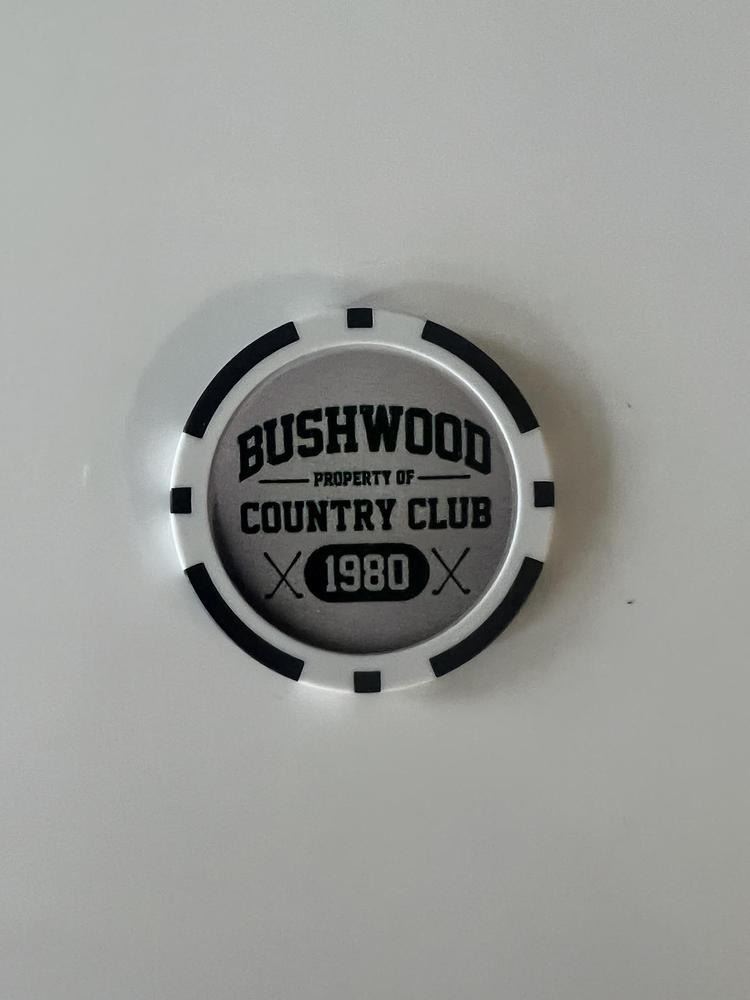 BUSHWOOD
PROPERTY OF
COUNTRY CLUB
1980